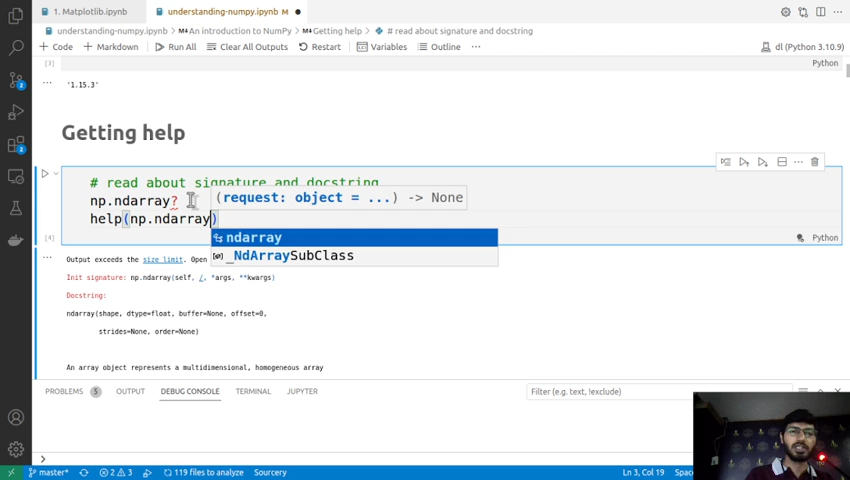 1. Matplotlib.ipynb
understanding-numpy.ipynb
understanding-numpy.ipynb > M↓ An introduction to NumPy > M↓ Getting help > # read about signature and docstring
+ Code + Markdown Run All Clear All Outputs Restart Variables Outline ...
dl (Python 3.10.9)
[3]
Python
'1.15.3'
Getting help
# read about signature and docstring
np.ndarray?
(request: object = ...) -> None
help(np.ndarray)
ndarray
_NdArraySubClass
[4]
Python
Output exceeds the size limit. Open
Init signature: np.ndarray(self, /, *args, **kwargs)
Docstring:
ndarray(shape, dtype=float, buffer=None, offset=0,
strides=None, order=None)
An array object represents a multidimensional, homogeneous array
PROBLEMS 5 OUTPUT DEBUG CONSOLE TERMINAL JUPYTER
Filter (e.g. text, !exclude)
2
2
master*
2 3
119 files to analyze
Sourcery
Ln 3, Col 19